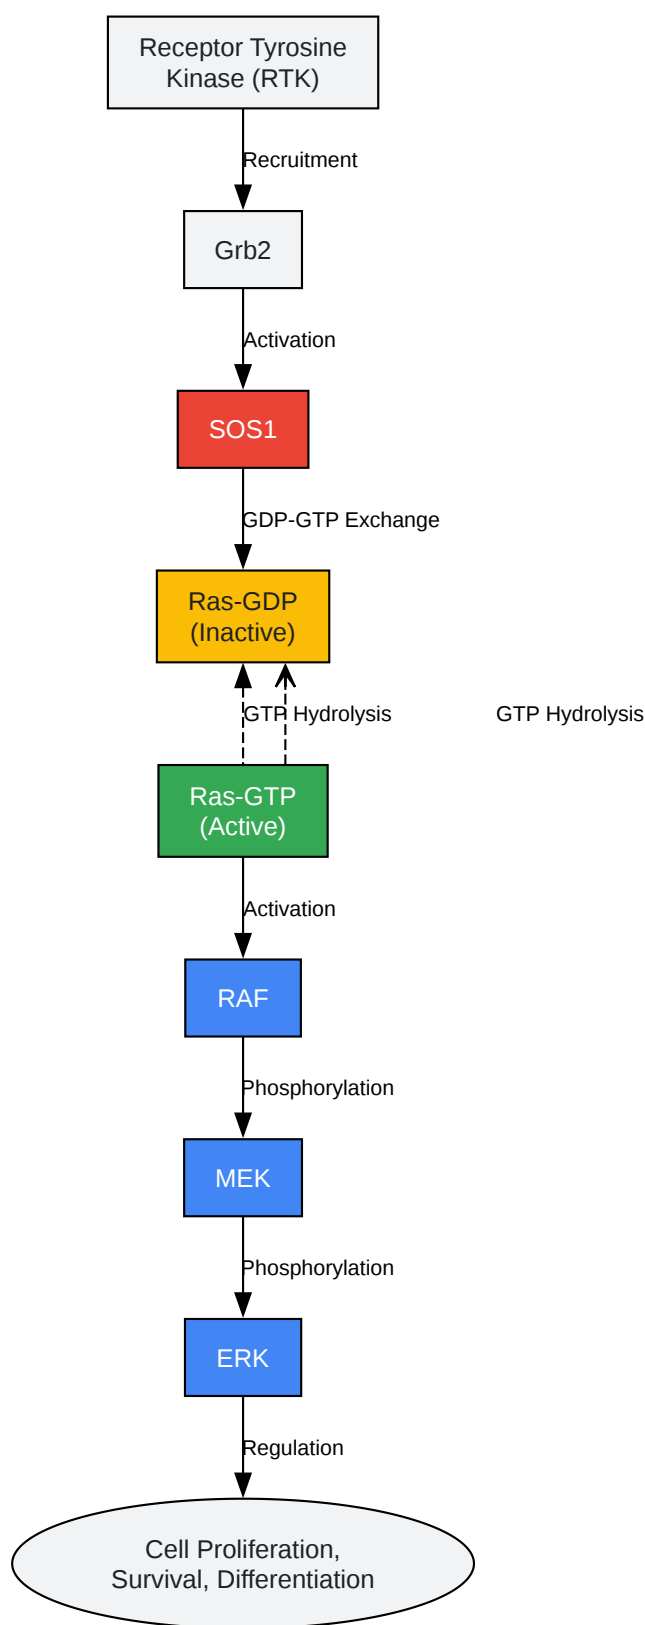 Receptor Tyrosine
Kinase (RTK)
Recruitment
Grb2
Activation
SOS1
GDP-GTP Exchange
Ras-GDP
(Inactive)
GTP Hydrolysis
GTP Hydrolysis
Ras-GTP
(Active)
Activation
RAF
Phosphorylation
MEK
Phosphorylation
ERK
Regulation
Cell Proliferation,
Survival, Differentiation